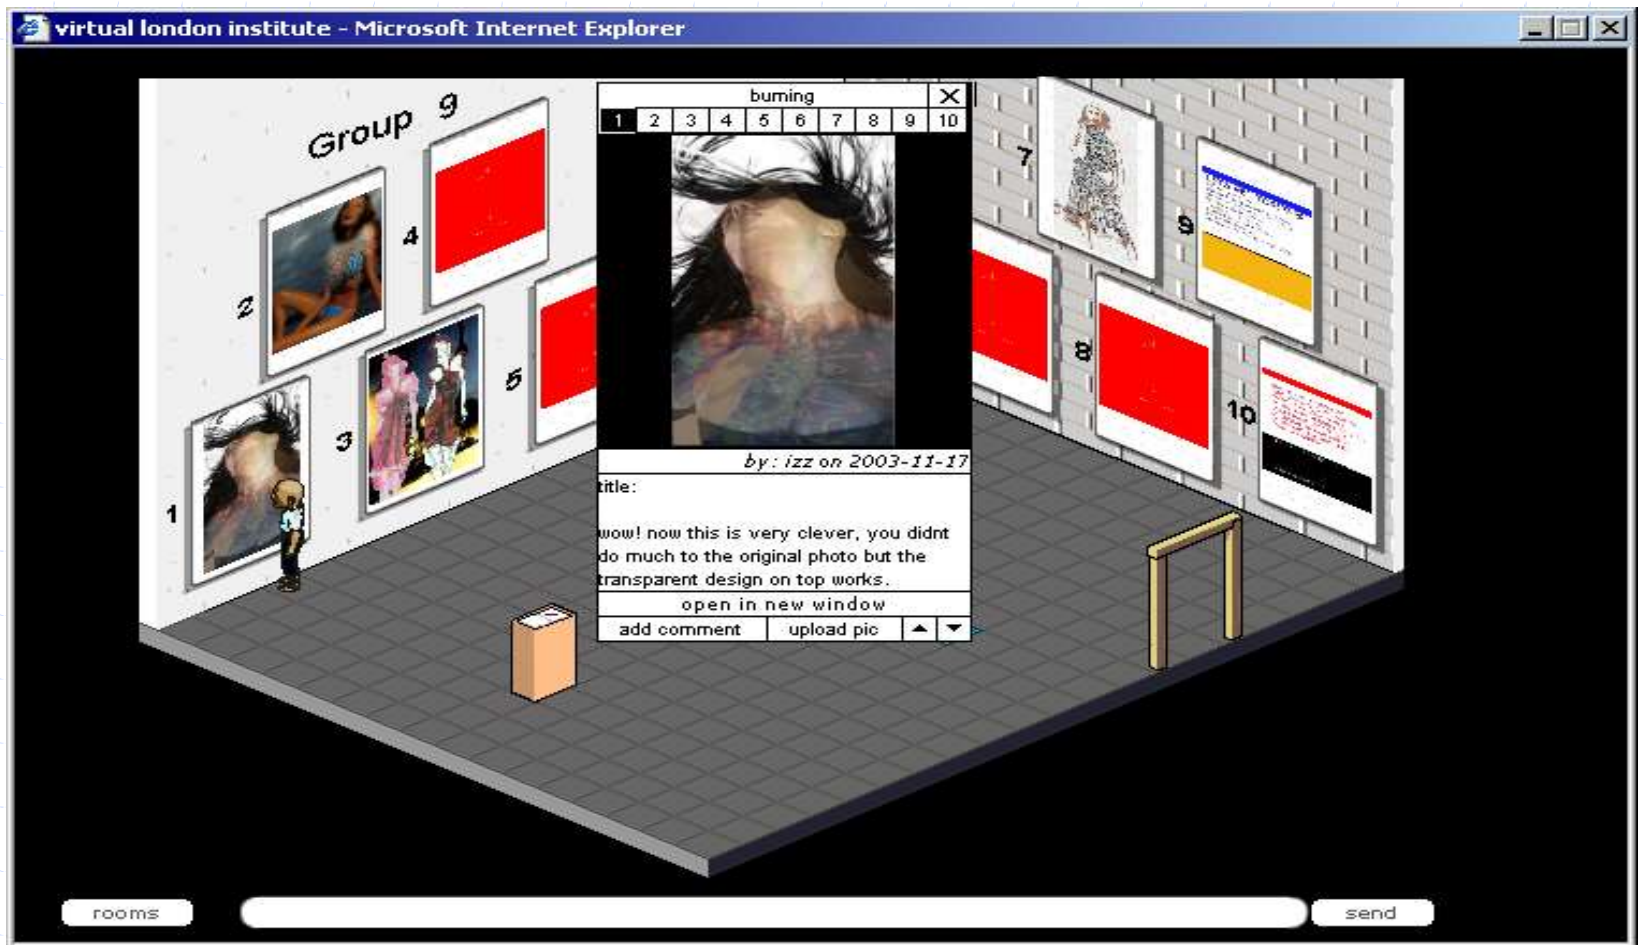 virtual london institute - Microsoft Internet Explorer
Group 9
burning
1 2 3 4 5 6 7 8 9 10
by: izz on 2003-11-17
title:
wow! now this is very clever, you didnt
do much to the original photo but the
transparent design on top works.
open in new window
add comment
upload pic
1
2
3
4
5
7
8
9
10
rooms
send